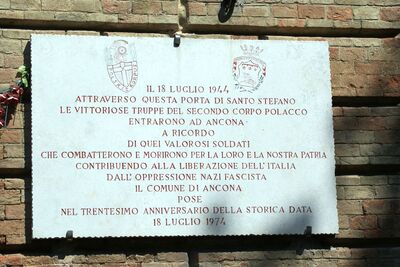 IL 18 LUGLIO 1944
ATTRAVERSO QUESTA PORTA DI SANTO STEFANO
LE VITTORIOSE TRUPPE DEL SECONDO CORPO POLACCO
ENTRARONO AD ANCONA
A RICORDO
DI QUEI VALOROSI SOLDATI
CHE COMBATTERONO E MORIRONO PER LA LORO E LA NOSTRA PATRIA
CONTRIBUENDO ALLA LIBERAZIONE DELL'ITALIA
DALL'OPPRESSIONE NAZI FASCISTA
IL COMUNE DI ANCONA
POSE
NEL TRENTESIMO ANNIVERSARIO DELLA STORICA DATA
18 LUGLIO 1974